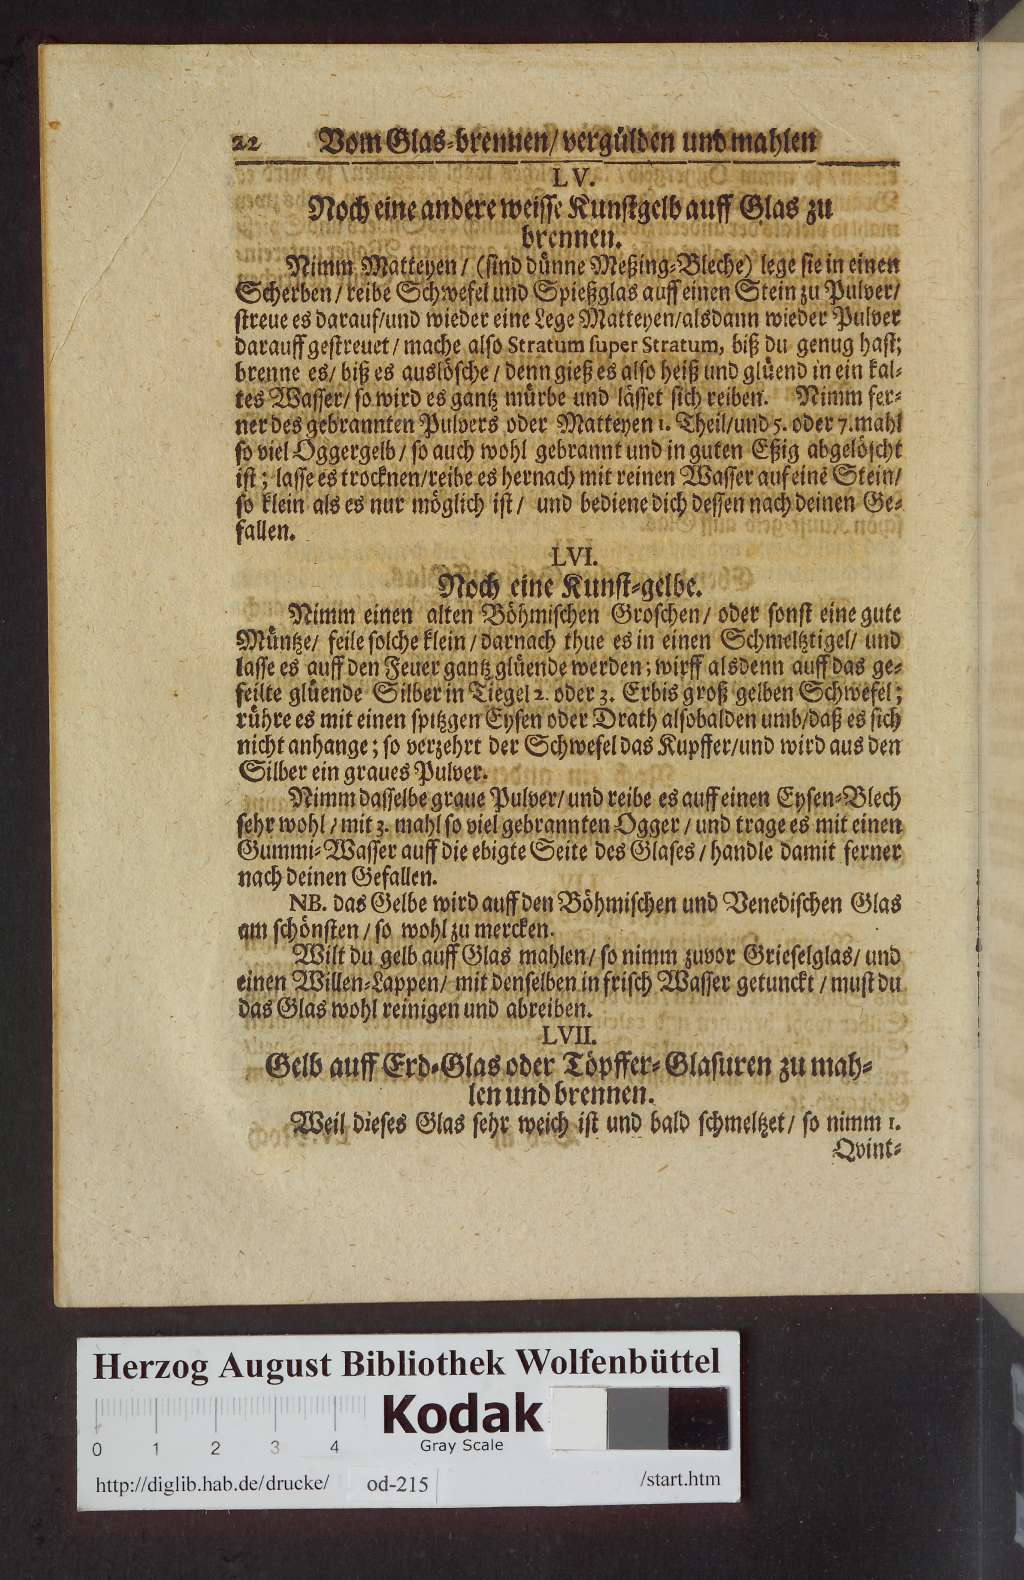 22 Vom Glas-brennen/ vergülden und mahlen
LV.
Noch eine andere weisse Kunstgelb auff Glas zu
brennen.
Nimm Matteyen/ (sind dünne Meßing-Bleche) lege sie in einen
Scherben/ reibe Schwefel und Spießglas auff einen Stein zu Pulver/
streue es darauf/und wieder eine Lege Matteyen/alsdann wieder Pulver
darauff gestreuet/ mache also Stratum super Stratum, biß du genug hast;
brenne es/ biß es auslösche/ denn gieß es also heiß und glüend in ein kal-
tes Wasser/ so wird es gantz mürbe und lässet sich reiben. Nimm fer-
ner des gebrannten Pulvers oder Matteyen 1. Theil/und 5. oder 7. mahl
so viel Oggergelb/ so auch wohl gebrannt und in guten Eßig abgelöscht
ist; lasse es trocknen/reibe es hernach mit reinen Wasser auf einē Stein/
so klein als es nur möglich ist/ und bediene dich dessen nach deinen Ge-
fallen.
LVI.
Noch eine Kunst-gelbe.
Nimm einen alten Böhmischen Groschen/ oder sonst eine gute
Müntze/ feile solche klein/ darnach thue es in einen Schmeltztigel/ und
lasse es auff den Feuer gantz glüende werden; wirff alsdenn auff das ge-
feilte glüende Silber in Tiegel 2. oder 3. Erbis groß gelben Schwefel;
rühre es mit einen spitzgen Eysen oder Drath alsobalden umb/daß es sich
nicht anhange; so verzehrt der Schwefel das Kupffer/und wird aus den
Silber ein graues Pulver.
Nimm dasselbe graue Pulver/ und reibe es auff einen Eysen-Blech
sehr wohl/ mit 3. mahl so viel gebrannten Ogger/ und trage es mit einen
Gummi-Wasser auff die ebigte Seite des Glases/ handle damit ferner
nach deinen Gefallen.
NB. das Gelbe wird auff den Böhmischen und Venedischen Glas
am schönsten/ so wohl zu mercken.
Wilt du gelb auff Glas mahlen/ so nimm zuvor Grieselglas/ und
einen Willen-Lappen/ mit denselben in frisch Wasser getunckt/ must du
das Glas wohl reinigen und abreiben.
LVII.
Gelb auff Erd-Glas oder Töpffer-Glasuren zu mah-
len und brennen.
Weil dieses Glas sehr weich ist und bald schmeltzet/ so nimm 1.
Qvint-
Herzog August Bibliothek Wolfenbüttel
Kodak
Gray Scale
0 1 2 3 4
http://diglib.hab.de/drucke/ od-215 /start.htm